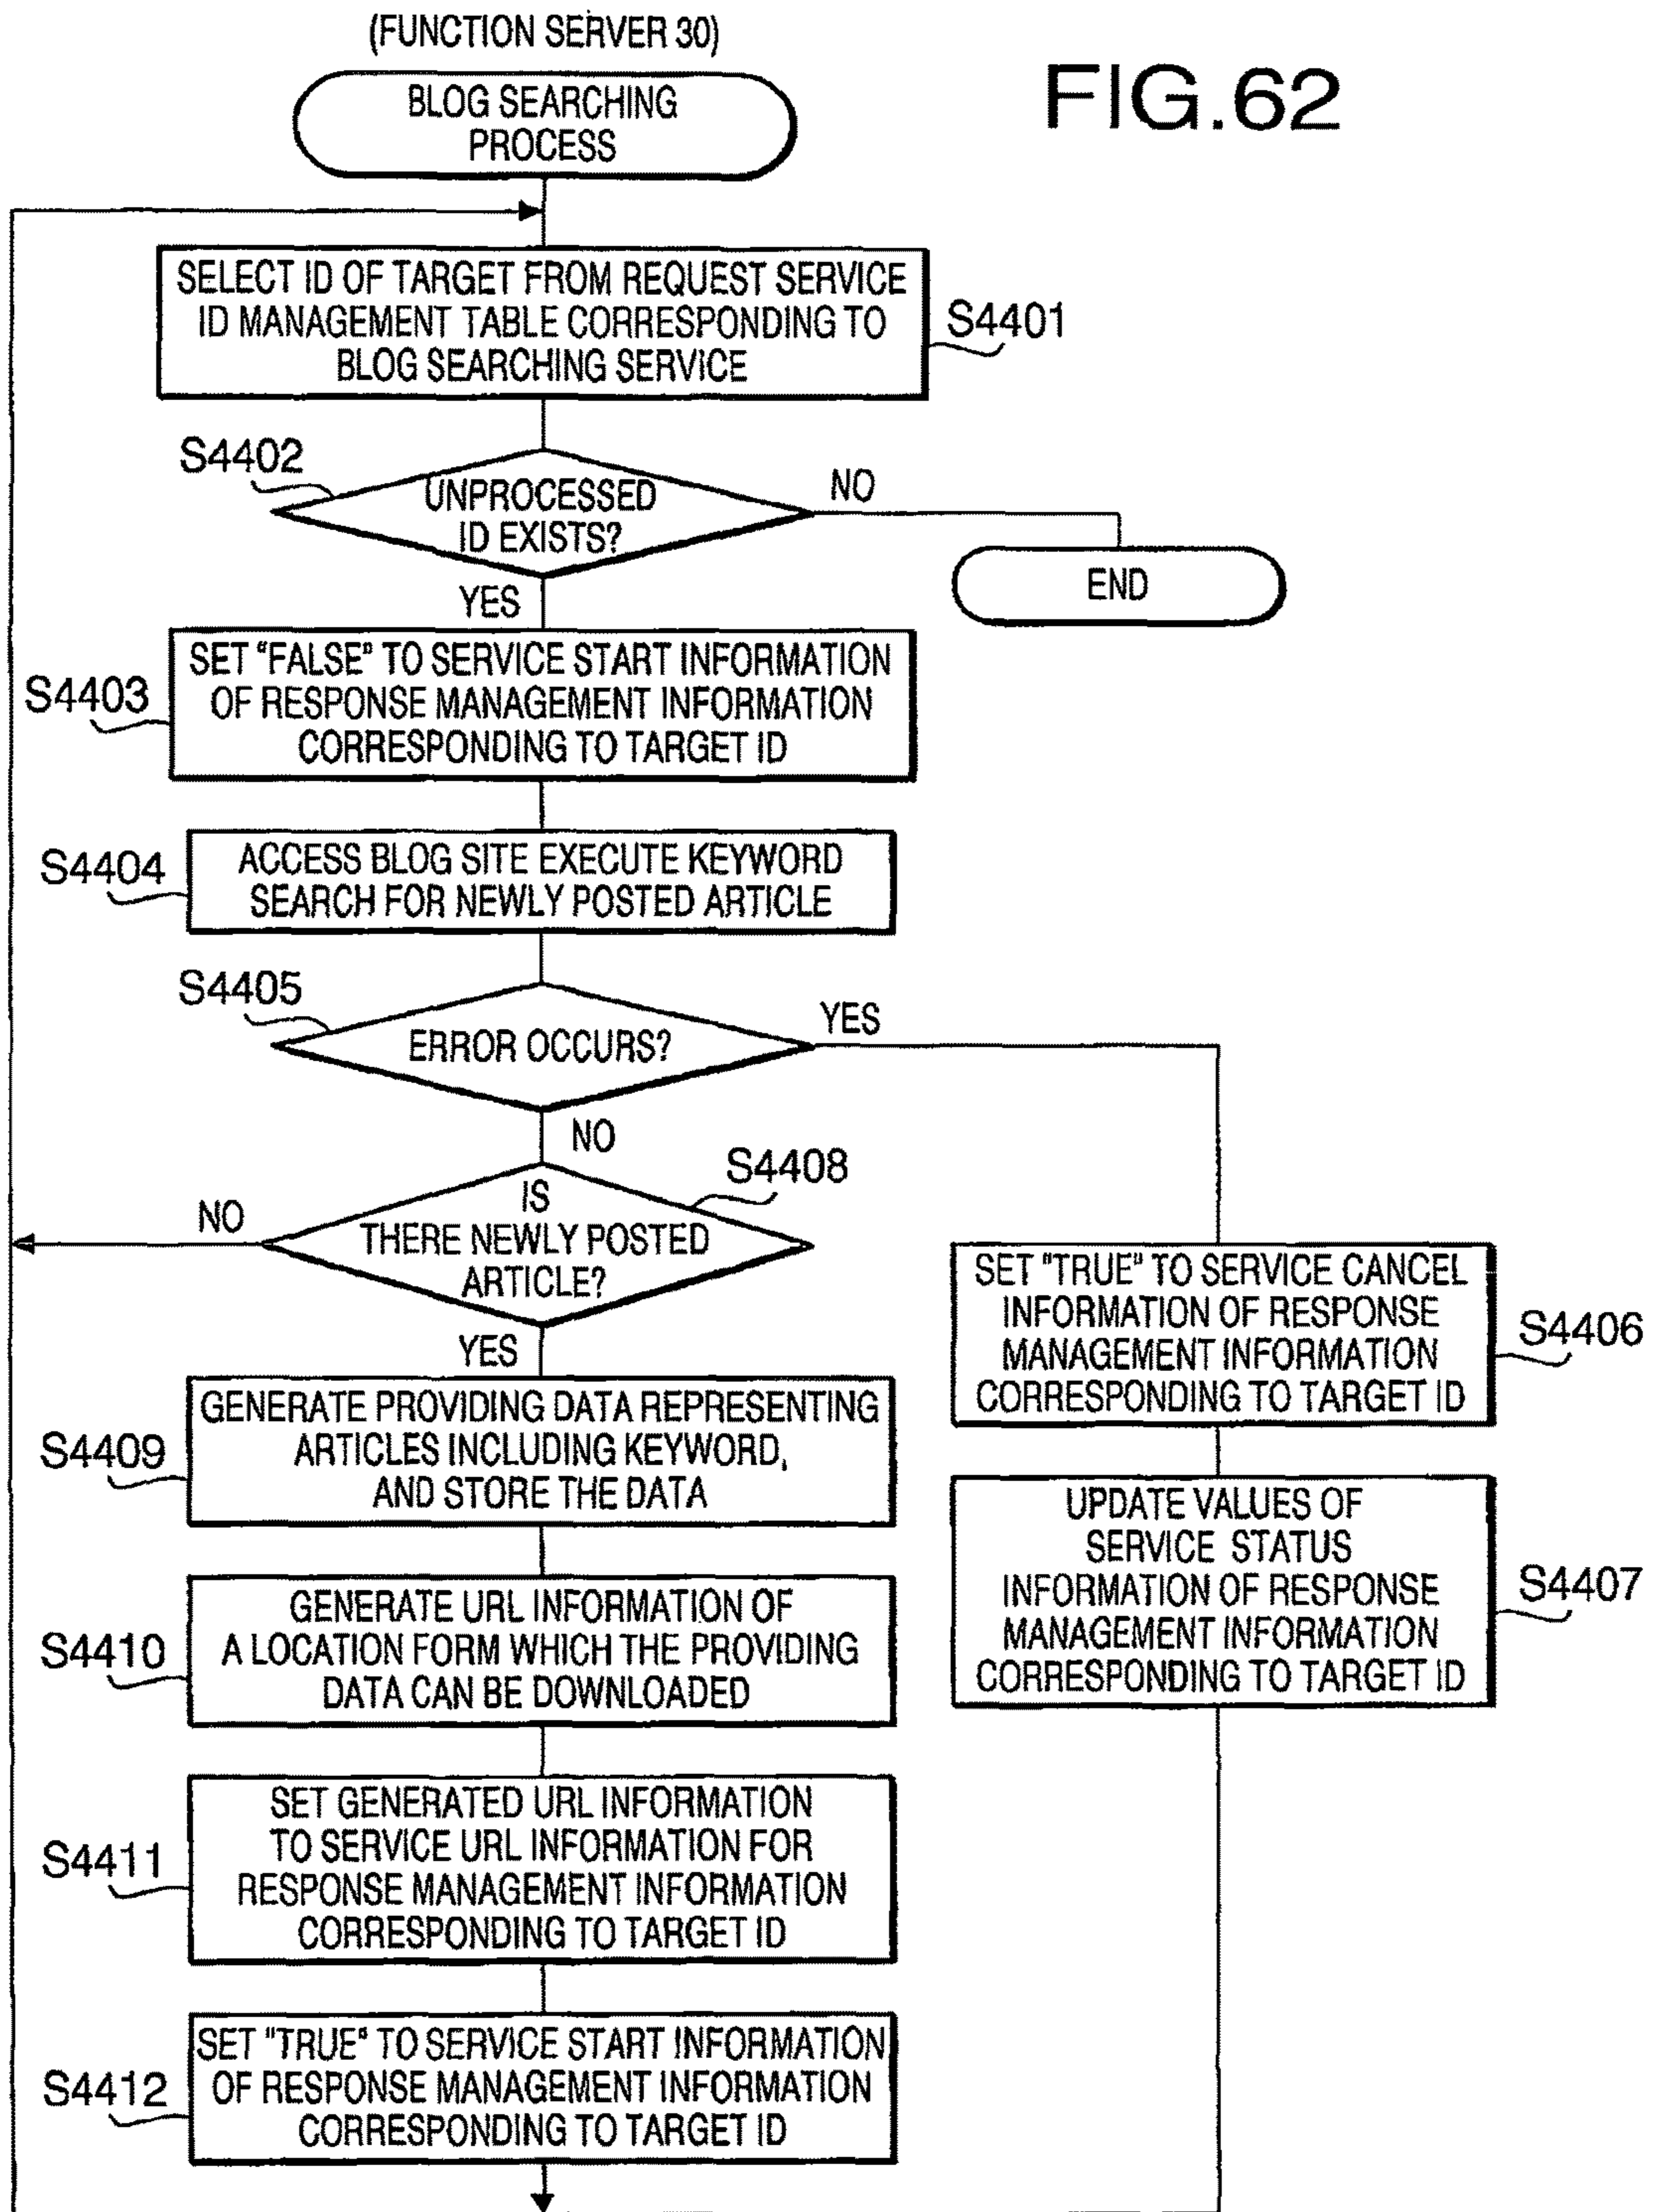 (FUNCTION SERVER 30)
FIG.62
BLOG SEARCHING
PROCESS
SELECT ID OF TARGET FROM REQUEST SERVICE
ID MANAGEMENT TABLE CORRESPONDING TO
BLOG SEARCHING SERVICE
S4401
S4402
UNPROCESSED
ID EXISTS?
NO
END
YES
SET "FALSE" TO SERVICE START INFORMATION
OF RESPONSE MANAGEMENT INFORMATION
CORRESPONDING TO TARGET ID
S4403
ACCESS BLOG SITE EXECUTE KEYWORD
SEARCH FOR NEWLY POSTED ARTICLE
S4404
S4405
ERROR OCCURS?
YES
NO
S4408
IS
THERE NEWLY POSTED
ARTICLE?
NO
YES
SET "TRUE" TO SERVICE CANCEL
INFORMATION OF RESPONSE
MANAGEMENT INFORMATION
CORRESPONDING TO TARGET ID
S4406
GENERATE PROVIDING DATA REPRESENTING
ARTICLES INCLUDING KEYWORD,
AND STORE THE DATA
S4409
UPDATE VALUES OF
SERVICE STATUS
INFORMATION OF RESPONSE
MANAGEMENT INFORMATION
CORRESPONDING TO TARGET ID
S4407
GENERATE URL INFORMATION OF
A LOCATION FORM WHICH THE PROVIDING
DATA CAN BE DOWNLOADED
S4410
SET GENERATED URL INFORMATION
TO SERVICE URL INFORMATION FOR
RESPONSE MANAGEMENT INFORMATION
CORRESPONDING TO TARGET ID
S4411
SET "TRUE" TO SERVICE START INFORMATION
OF RESPONSE MANAGEMENT INFORMATION
CORRESPONDING TO TARGET ID
S4412